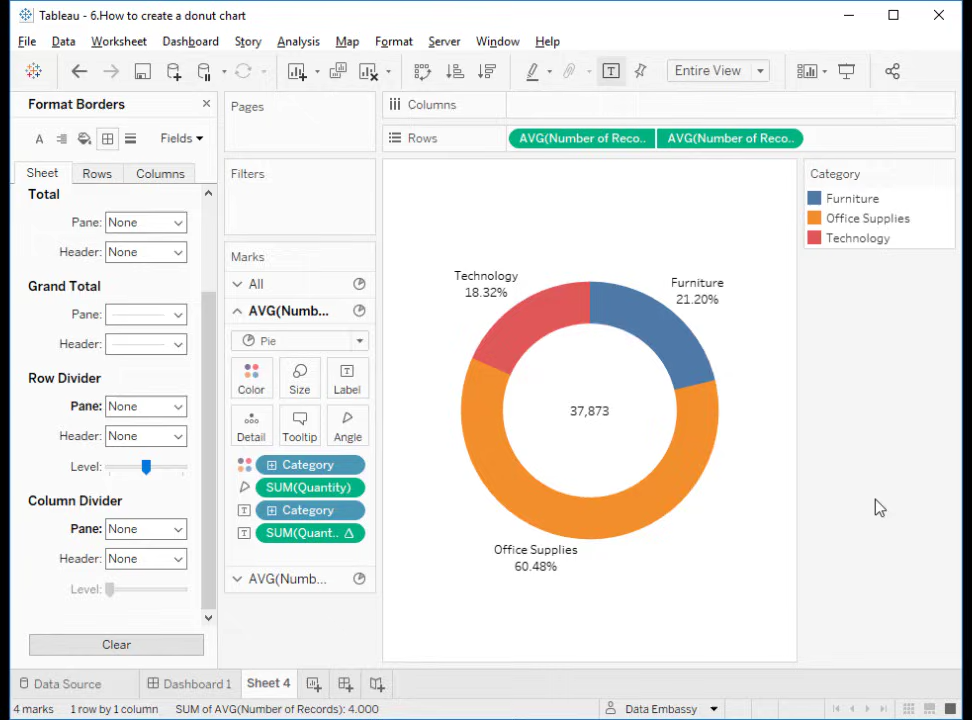 Tableau - 6.How to create a donut chart
File Data Worksheet Dashboard Story Analysis Map Format Server Window Help
Entire View
Format Borders
Fields
Sheet Rows Columns
Total
Pane: None
Header: None
Grand Total
Pane:
Header:
Row Divider
Pane: None
Header: None
Level:
Column Divider
Pane: None
Header: None
Level:
Clear
Pages
Filters
Marks
All
AVG(Numb...
Pie
Color Size Label
Detail Tooltip Angle
Category
SUM(Quantity)
Category
SUM(Quant.. Δ
AVG(Numb...
Columns
Rows AVG(Number of Reco.. AVG(Number of Reco..
Technology
18.32%
Furniture
21.20%
37,873
Office Supplies
60.48%
Category
Furniture
Office Supplies
Technology
Data Source Dashboard 1 Sheet 4
4 marks 1 row by 1 column SUM of AVG(Number of Records): 4.000 Data Embassy